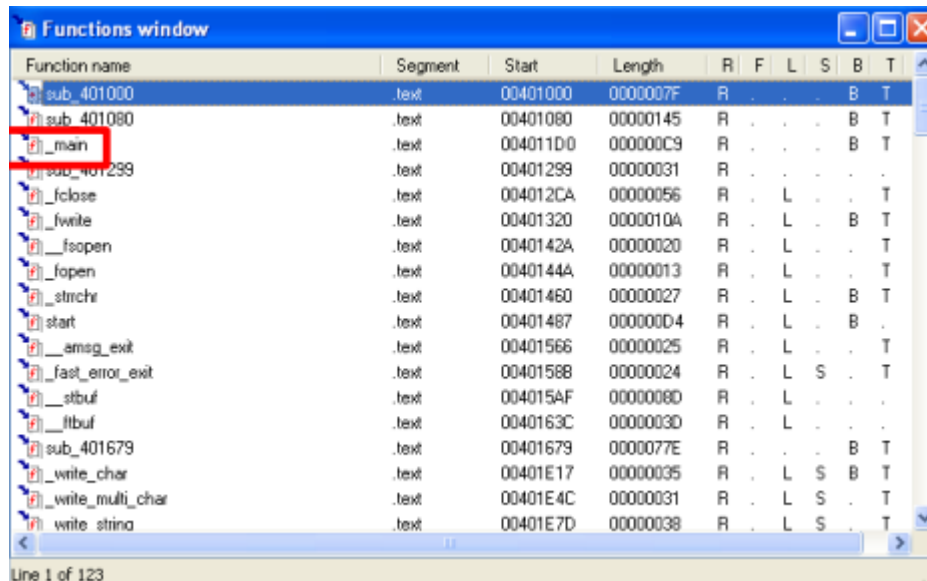 Functions window
Function name Segment Start Length R F L S B T
sub_401000 .text 00401000 0000007F R . . . B T
sub_401080 .text 00401080 00000145 R . . . B T
_main .text 004011D0 000000C9 R . . . B T
sub_401299 .text 00401299 00000031 R . . . . .
_fclose .text 004012CA 00000056 R . L . . T
_fwrite .text 00401320 0000010A R . L . B T
__fsopen .text 0040142A 00000020 R . L . . T
_fopen .text 0040144A 00000013 R . L . . T
_strrchr .text 00401460 00000027 R . L . B T
start .text 00401487 000000D4 R . L . B .
__amsg_exit .text 00401566 00000025 R . L . . T
_fast_error_exit .text 0040158B 00000024 R . L S . T
__stbuf .text 004015AF 0000008D R . L . . .
__ftbuf .text 0040163C 0000003D R . L . . .
sub_401679 .text 00401679 0000077E R . . . B T
_write_char .text 00401E17 00000035 R . L S B T
_write_multi_char .text 00401E4C 00000031 R . L S . T
_write_string .text 00401E7D 00000038 R . L S . T
Line 1 of 123